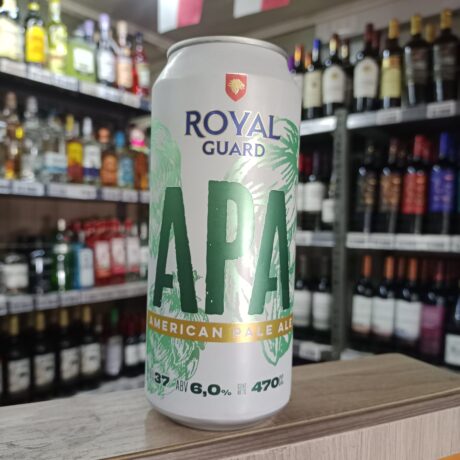 ROYAL
GUARD
APA
AMERICAN PALE ALE
37 ABV 6,0% 470